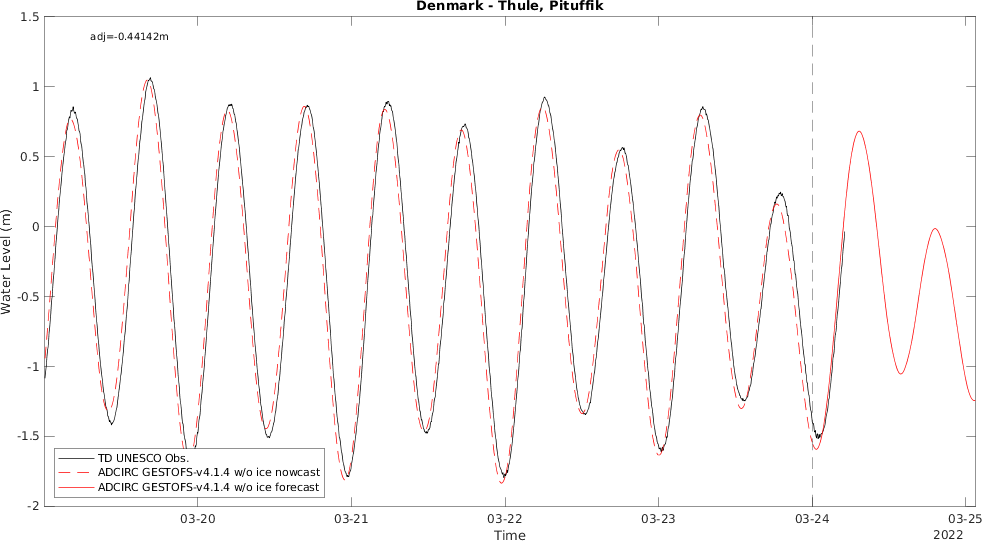 Denmark - Thule, Pituffik
adj=-0.44142m
1.5
1
0.5
0
-0.5
-1
-1.5
-2
Water Level (m)
TD UNESCO Obs.
ADCIRC GESTOFS-v4.1.4 w/o ice nowcast
ADCIRC GESTOFS-v4.1.4 w/o ice forecast
03-20 03-21 03-22 03-23 03-24 03-25
Time
2022